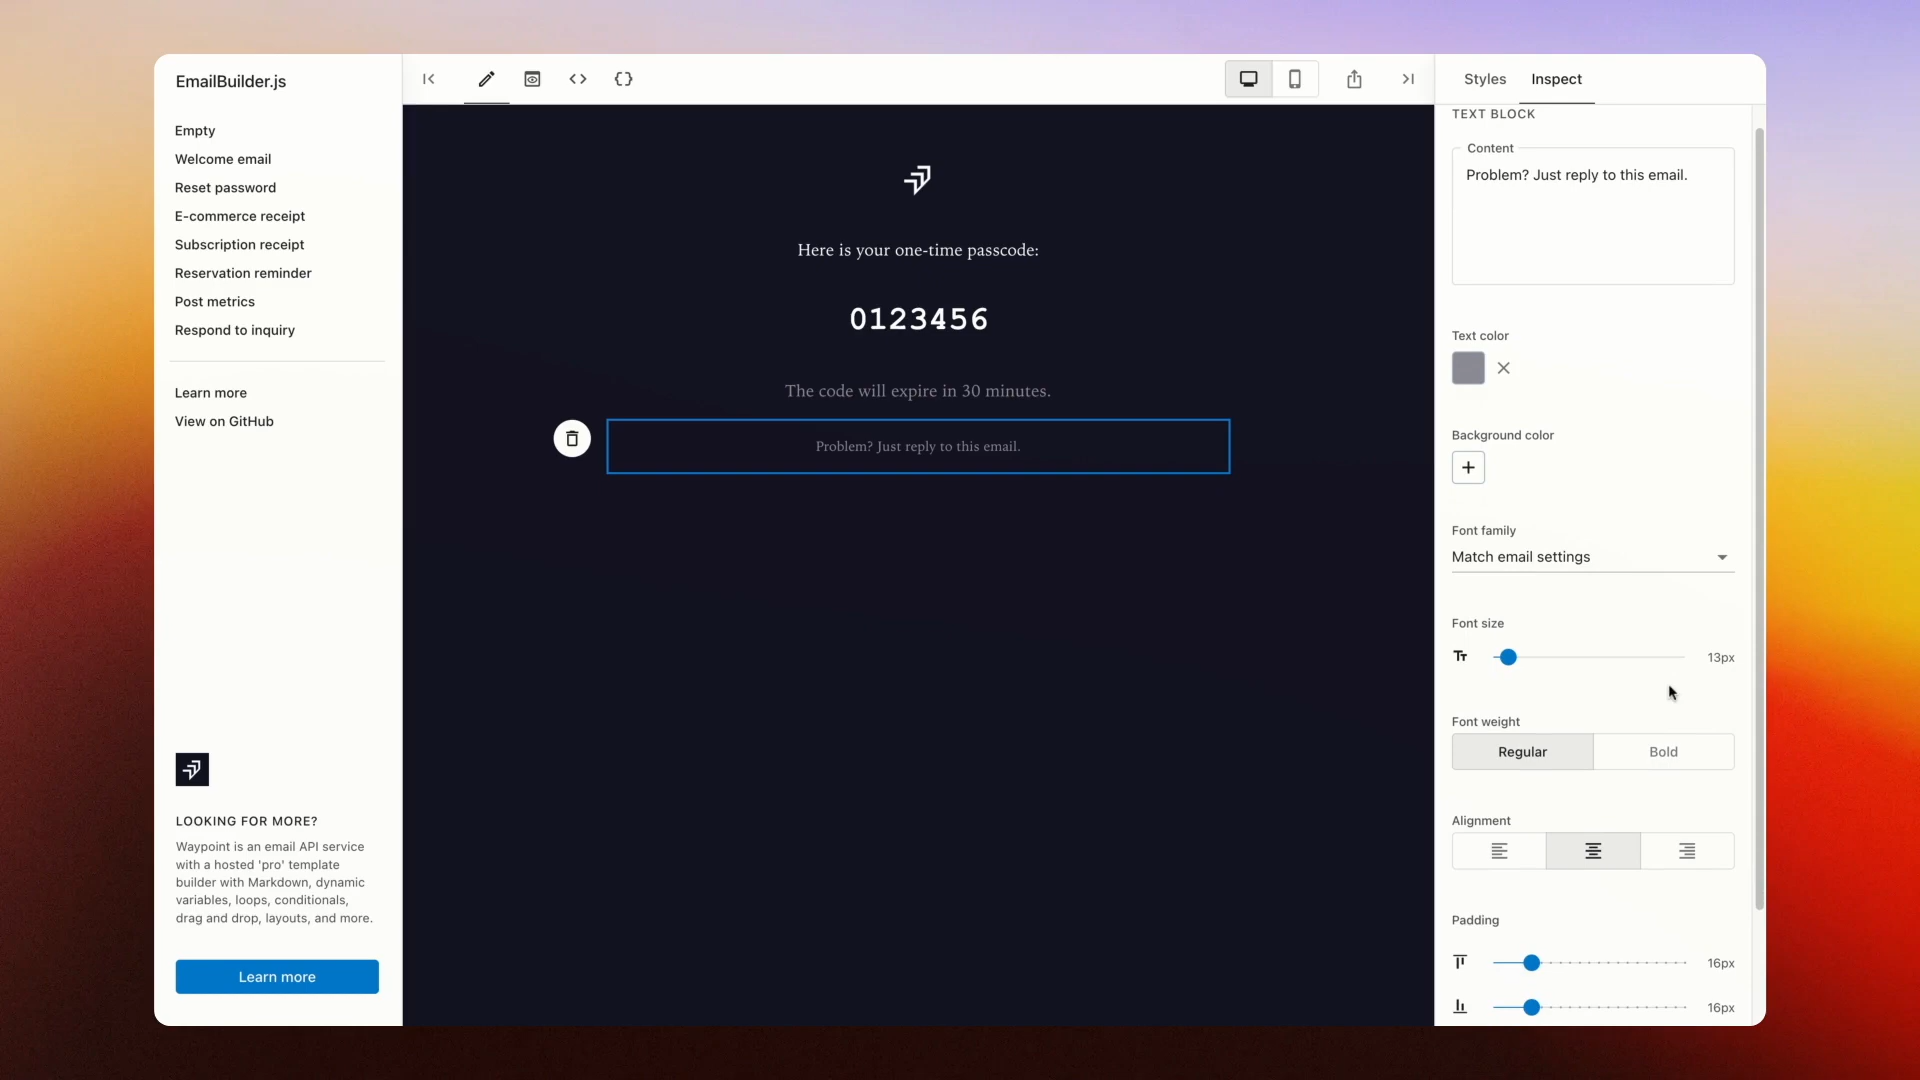 EmailBuilder.js
Empty
Welcome email
Reset password
E-commerce receipt
Subscription receipt
Reservation reminder
Post metrics
Respond to inquiry
Learn more
View on GitHub
LOOKING FOR MORE?
Waypoint is an email API service
with a hosted 'pro' template
builder with Markdown, dynamic
variables, loops, conditionals,
drag and drop, layouts, and more.
Learn more
Here is your one-time passcode:
0123456
The code will expire in 30 minutes.
Problem? Just reply to this email.
Styles
Inspect
TEXT BLOCK
Content
Problem? Just reply to this email.
Text color
Background color
Font family
Match email settings
Font size
13px
Font weight
Regular
Bold
Alignment
Padding
16px
16px